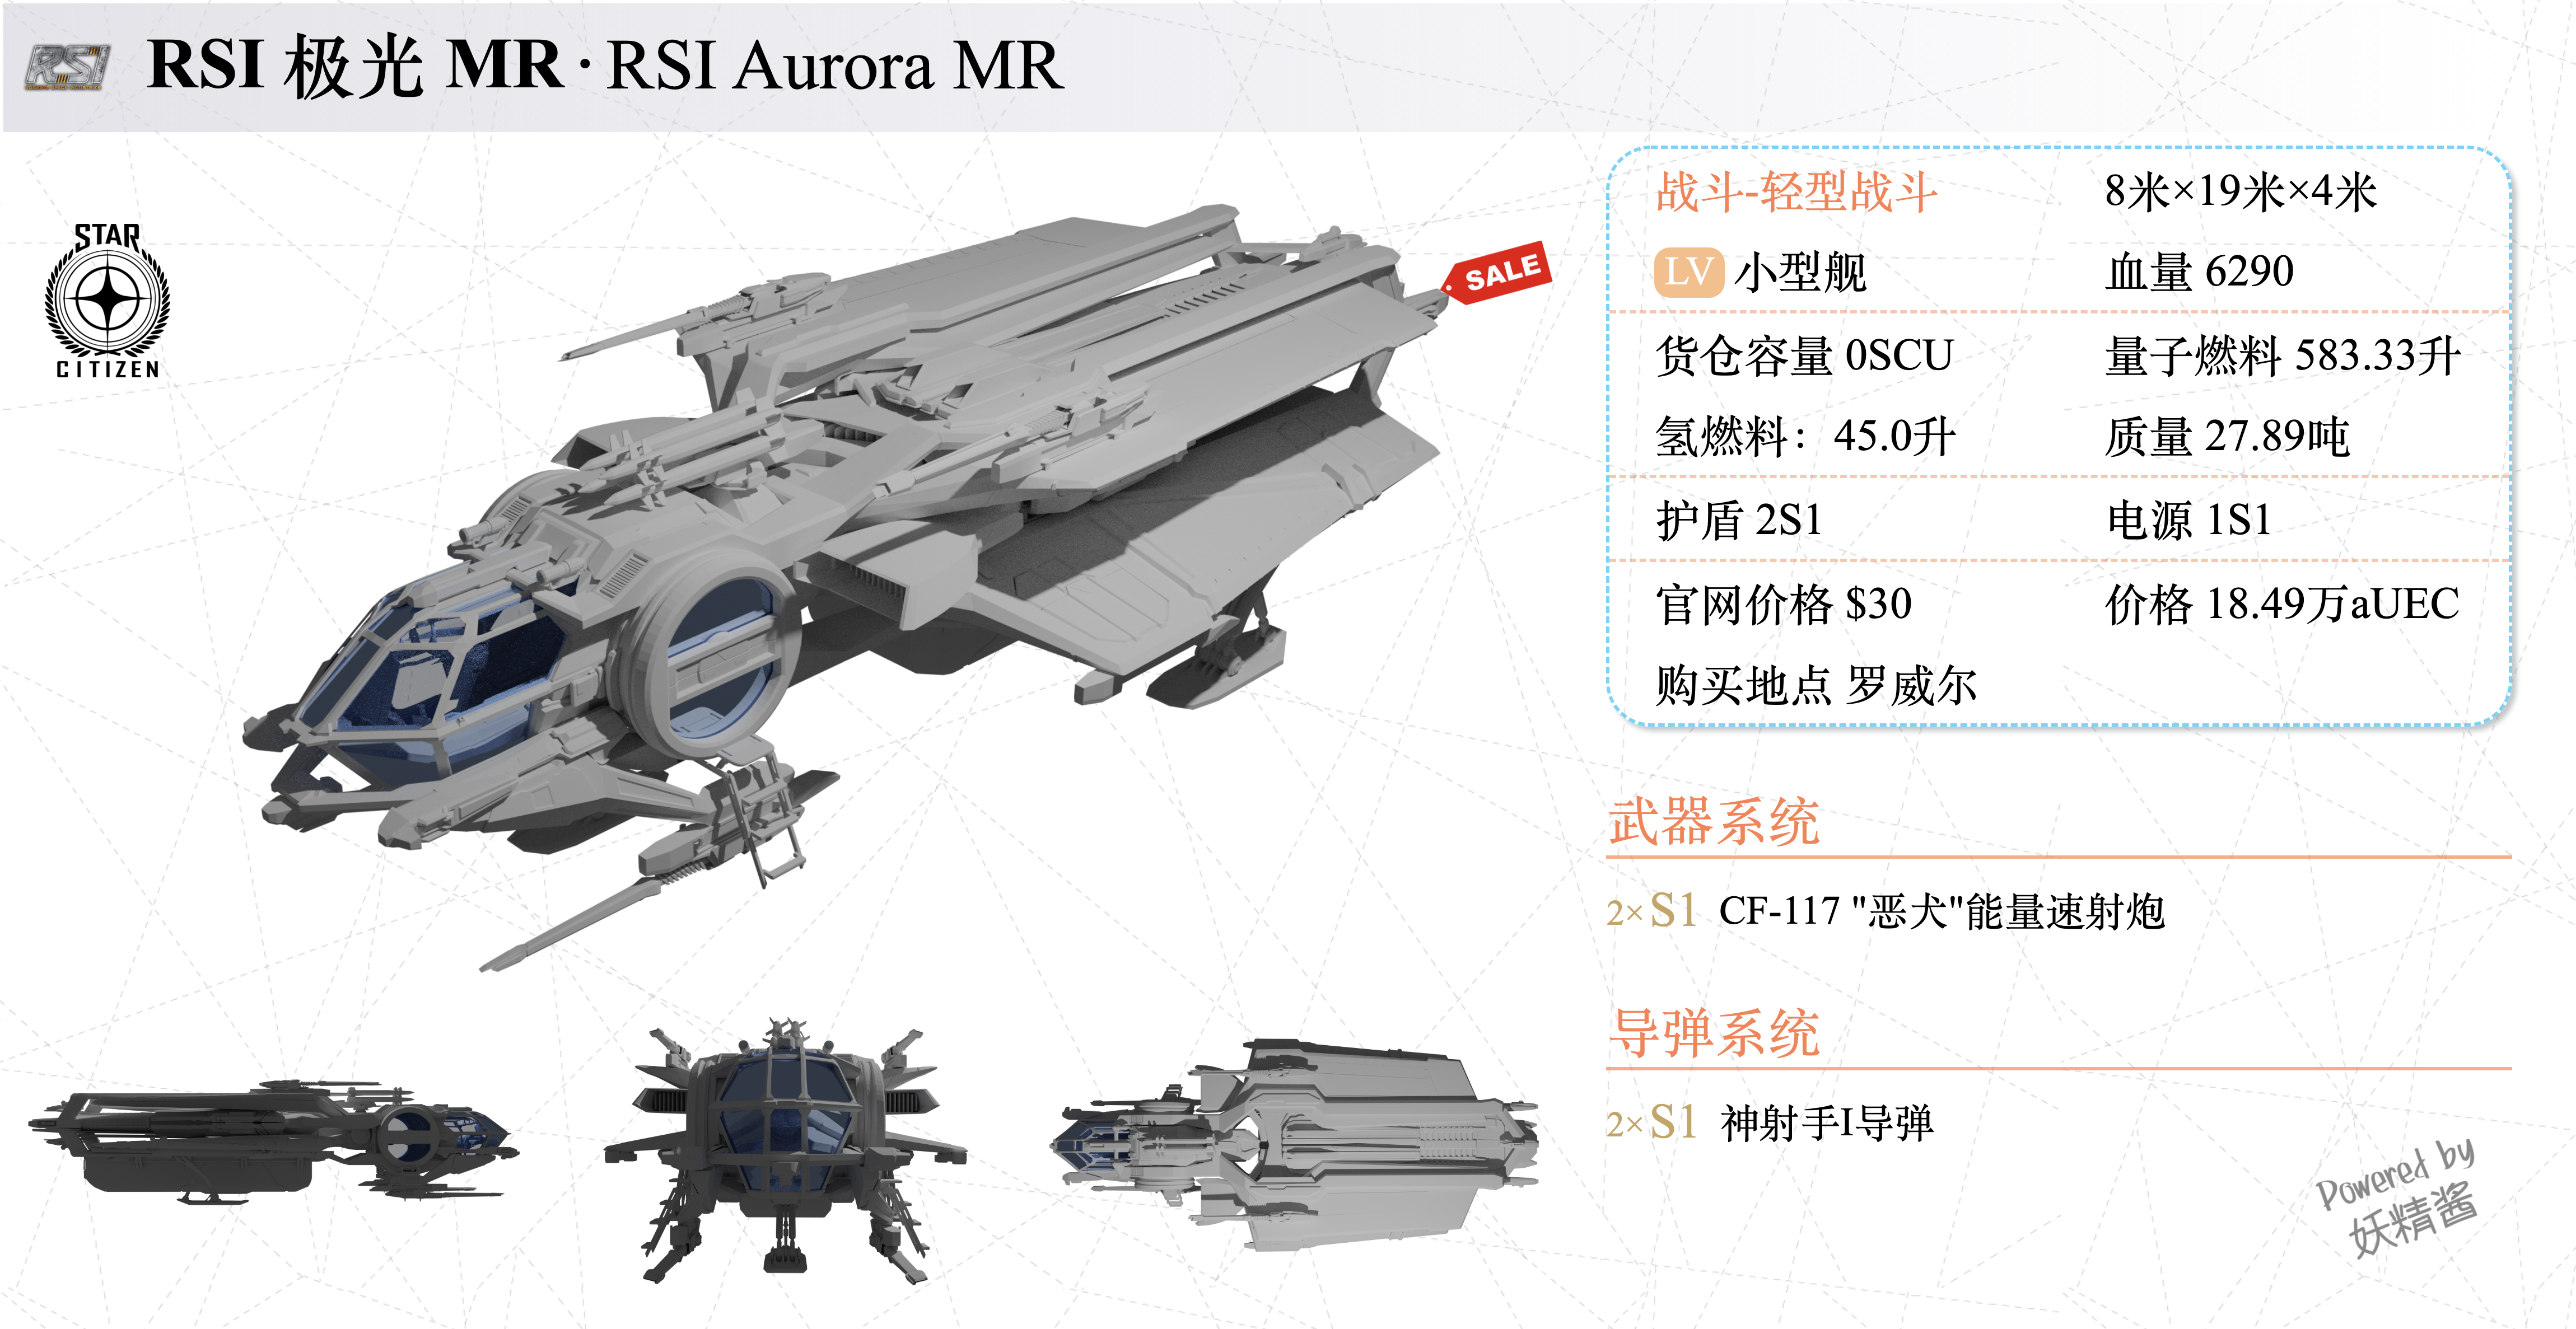 RSI
RSI 极光 MR · RSI Aurora MR
STAR
CITIZEN
SALE
战斗-轻型战斗
8米×19米×4米
LV 小型舰
血量 6290
货仓容量 0SCU
量子燃料 583.33升
氢燃料：45.0升
质量 27.89吨
护盾 2S1
电源 1S1
官网价格 $30
价格 18.49万aUEC
购买地点 罗威尔
武器系统
2× S1 CF-117 "恶犬"能量速射炮
导弹系统
2× S1 神射手I导弹
Powered by
妖精酱